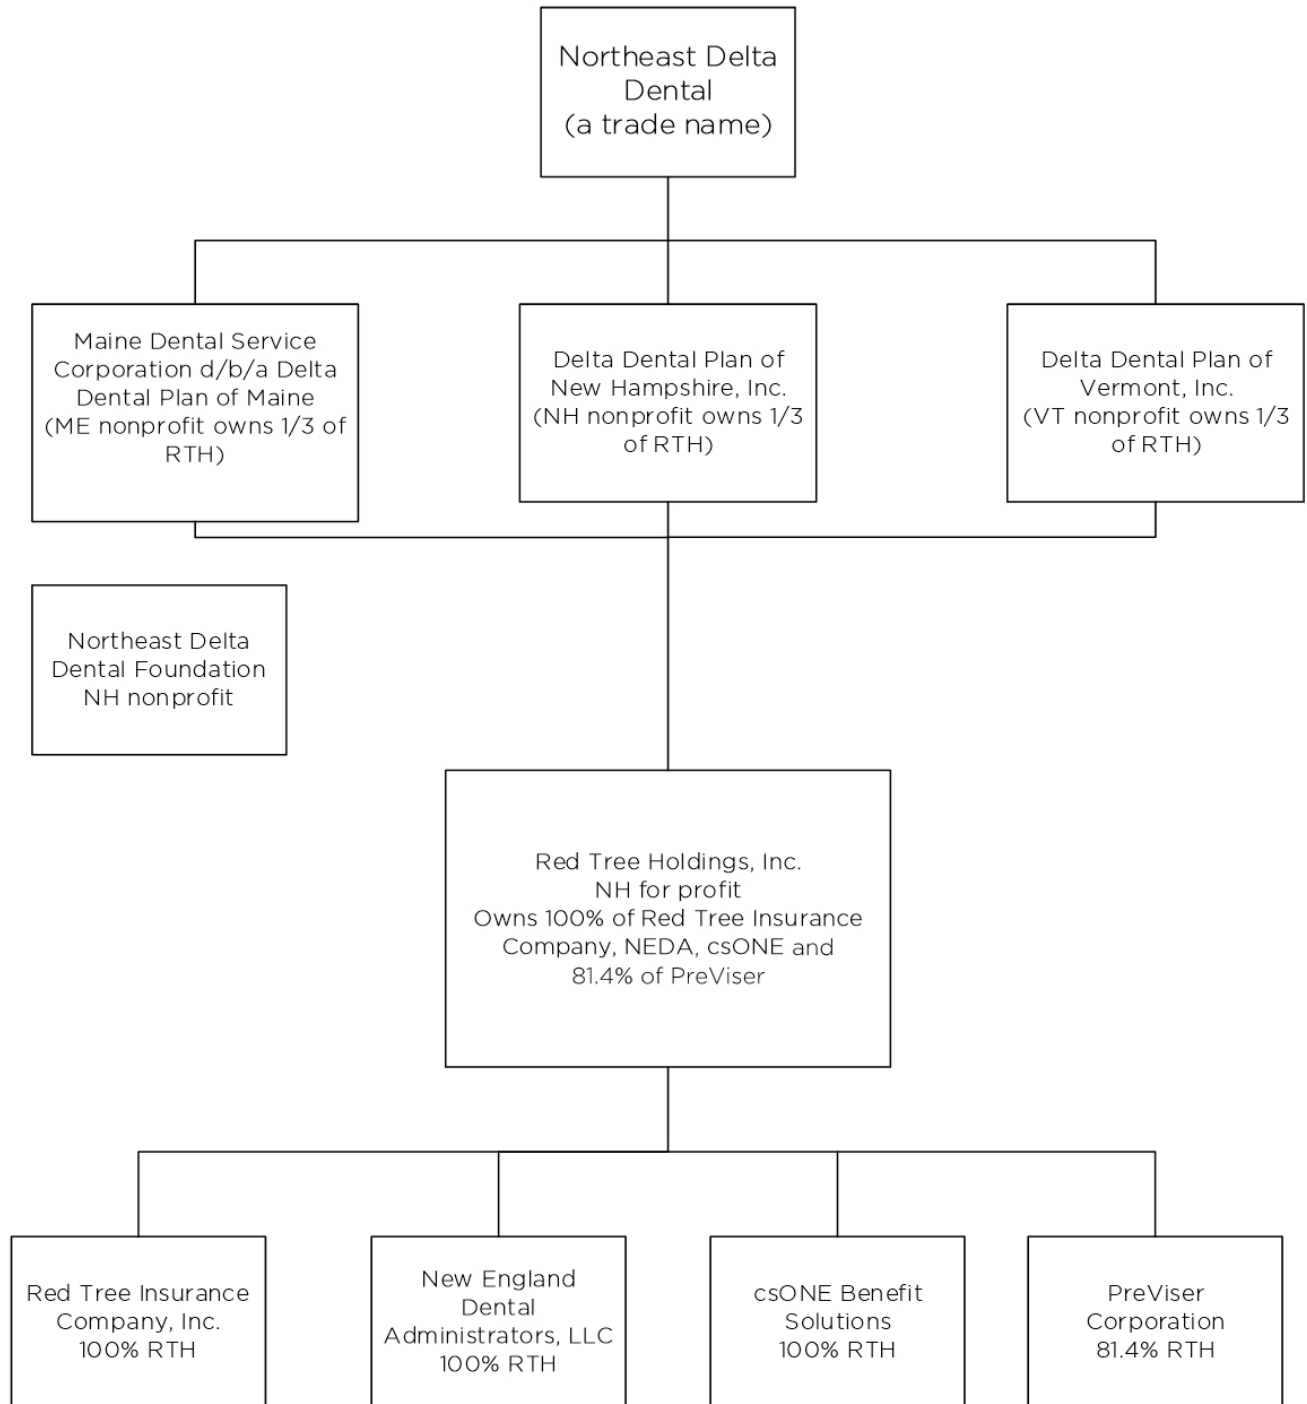 Northeast Delta
Dental
(a trade name)
Maine Dental Service
Corporation d/b/a Delta
Dental Plan of Maine
(ME nonprofit owns 1/3 of
RTH)
Delta Dental Plan of
New Hampshire, Inc.
(NH nonprofit owns 1/3
of RTH)
Delta Dental Plan of
Vermont, Inc.
(VT nonprofit owns 1/3
of RTH)
Northeast Delta
Dental Foundation
NH nonprofit
Red Tree Holdings, Inc.
NH for profit
Owns 100% of Red Tree Insurance
Company, NEDA, csONE and
81.4% of PreViser
Red Tree Insurance
Company, Inc.
100% RTH
New England
Dental
Administrators, LLC
100% RTH
csONE Benefit
Solutions
100% RTH
PreViser
Corporation
81.4% RTH